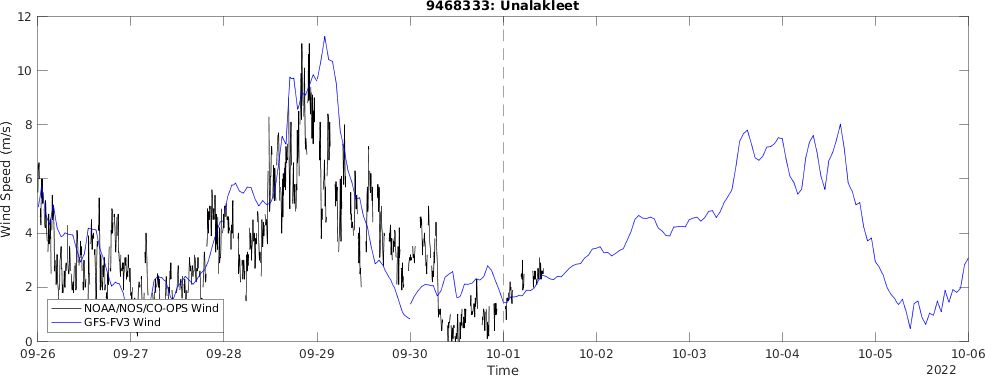 9468333: Unalakleet
12
10
8
6
4
2
0
Wind Speed (m/s)
NOAA/NOS/CO-OPS Wind
GFS-FV3 Wind
09-26 09-27 09-28 09-29 09-30 10-01 10-02 10-03 10-04 10-05 10-06
Time
2022